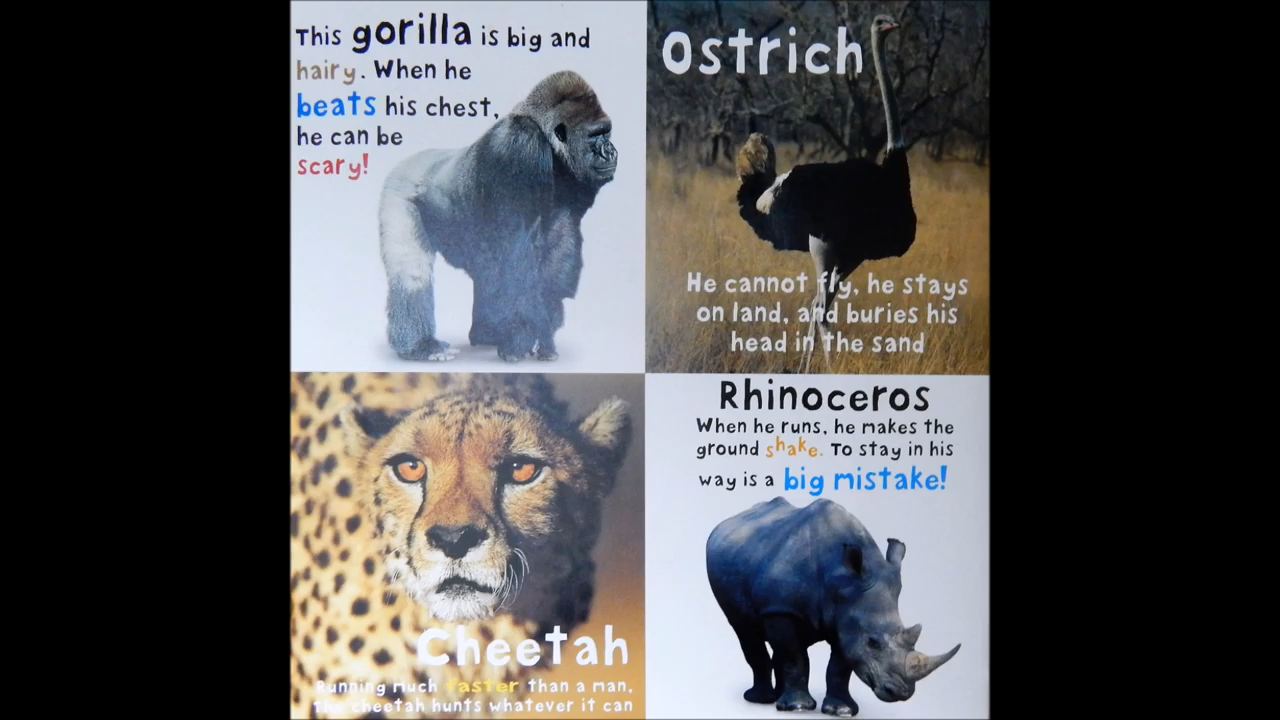 This gorilla is big and
hairy. When he
beats his chest,
he can be
scary!
Ostrich
He cannot fly, he stays
on land, and buries his
head in the sand
Cheetah
Running much faster than a man,
the cheetah hunts whatever it can
Rhinoceros
When he runs, he makes the
ground shake. To stay in his
way is a big mistake!